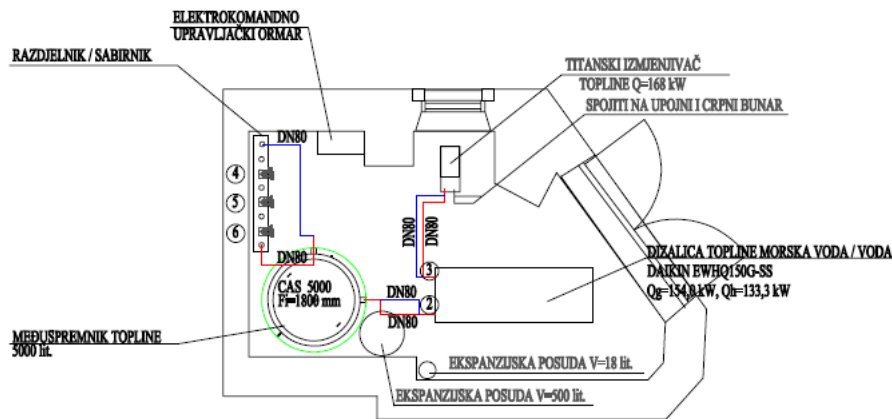 ELEKTROKOMANDNO
UPRAVLJAČKI ORMAR
RAZDJELNIK / SABIRNIK
TITANSKI IZMJENJIVAČ
TOPLINE Q=168 kW
SPOJITI NA UPOJNI I CRPNI BUNAR
DN80
4
5
6
DN80
DN80
DN80
3
DIZALICA TOPLINE MORSKA VODA / VODA
DAIKIN EWHQ150G-SS
Qg=154,0 kW, Qh=133,3 kW
CAS 5000
Fi=1800 mm
DN80
2
DN80
MEĐUSPREMNIK TOPLINE
5000 lit.
EKSPANZIJSKA POSUDA V=18 lit.
EKSPANZIJSKA POSUDA V=500 lit.